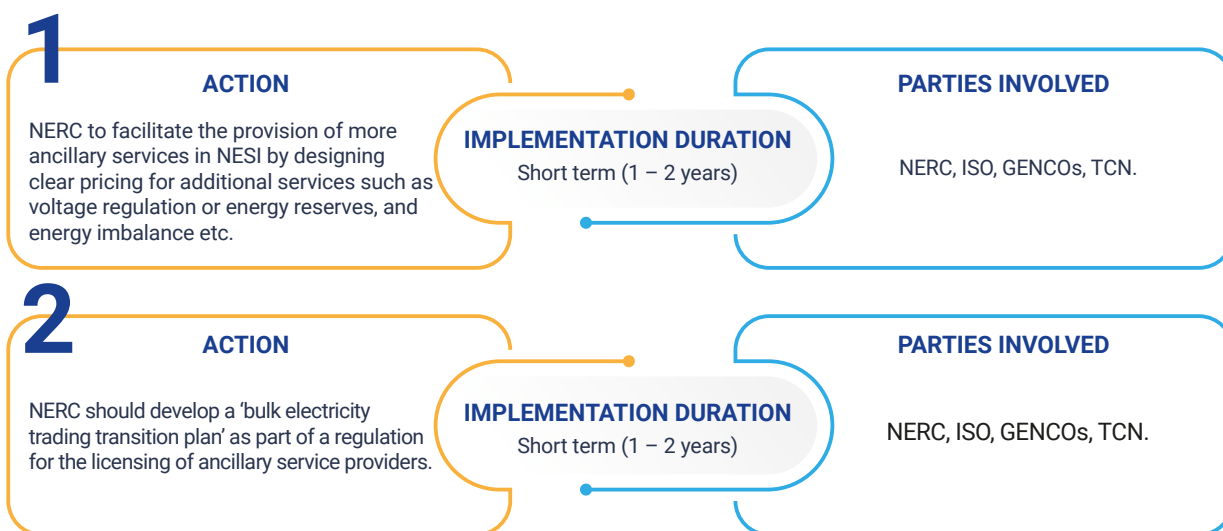 1
ACTION
NERC to facilitate the provision of more
ancillary services in NESI by designing
clear pricing for additional services such as
voltage regulation or energy reserves, and
energy imbalance etc.
IMPLEMENTATION DURATION
Short term (1 – 2 years)
PARTIES INVOLVED
NERC, ISO, GENCOs, TCN.
2
ACTION
NERC should develop a ‘bulk electricity
trading transition plan’ as part of a regulation
for the licensing of ancillary service providers.
IMPLEMENTATION DURATION
Short term (1 – 2 years)
PARTIES INVOLVED
NERC, ISO, GENCOs, TCN.